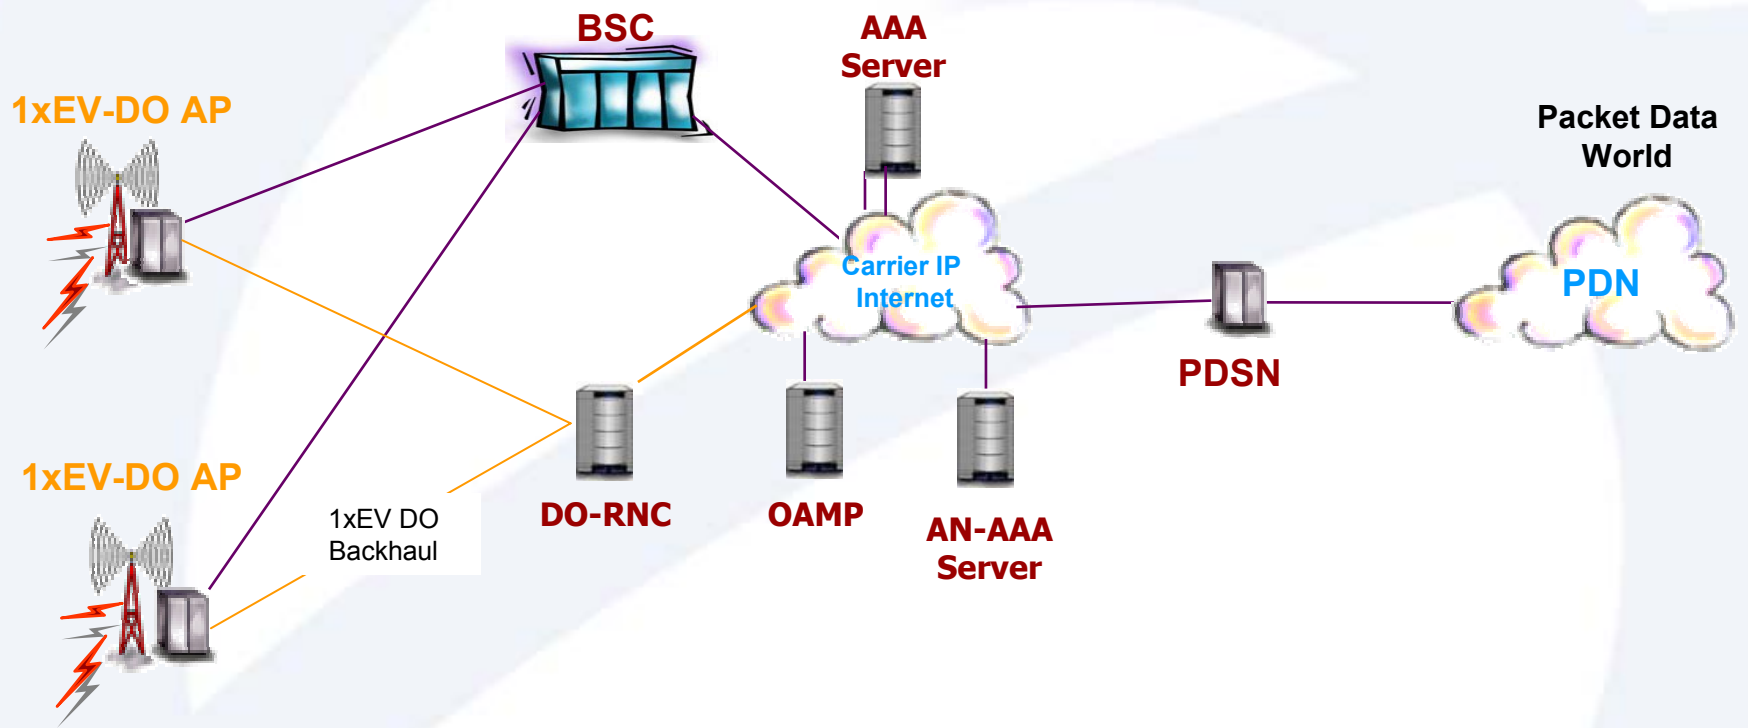 BSC
AAA
Server
1xEV-DO AP
Packet Data
World
Carrier IP
Internet
PDN
PDSN
1xEV-DO AP
1xEV DO
Backhaul
DO-RNC
OAMP
AN-AAA
Server